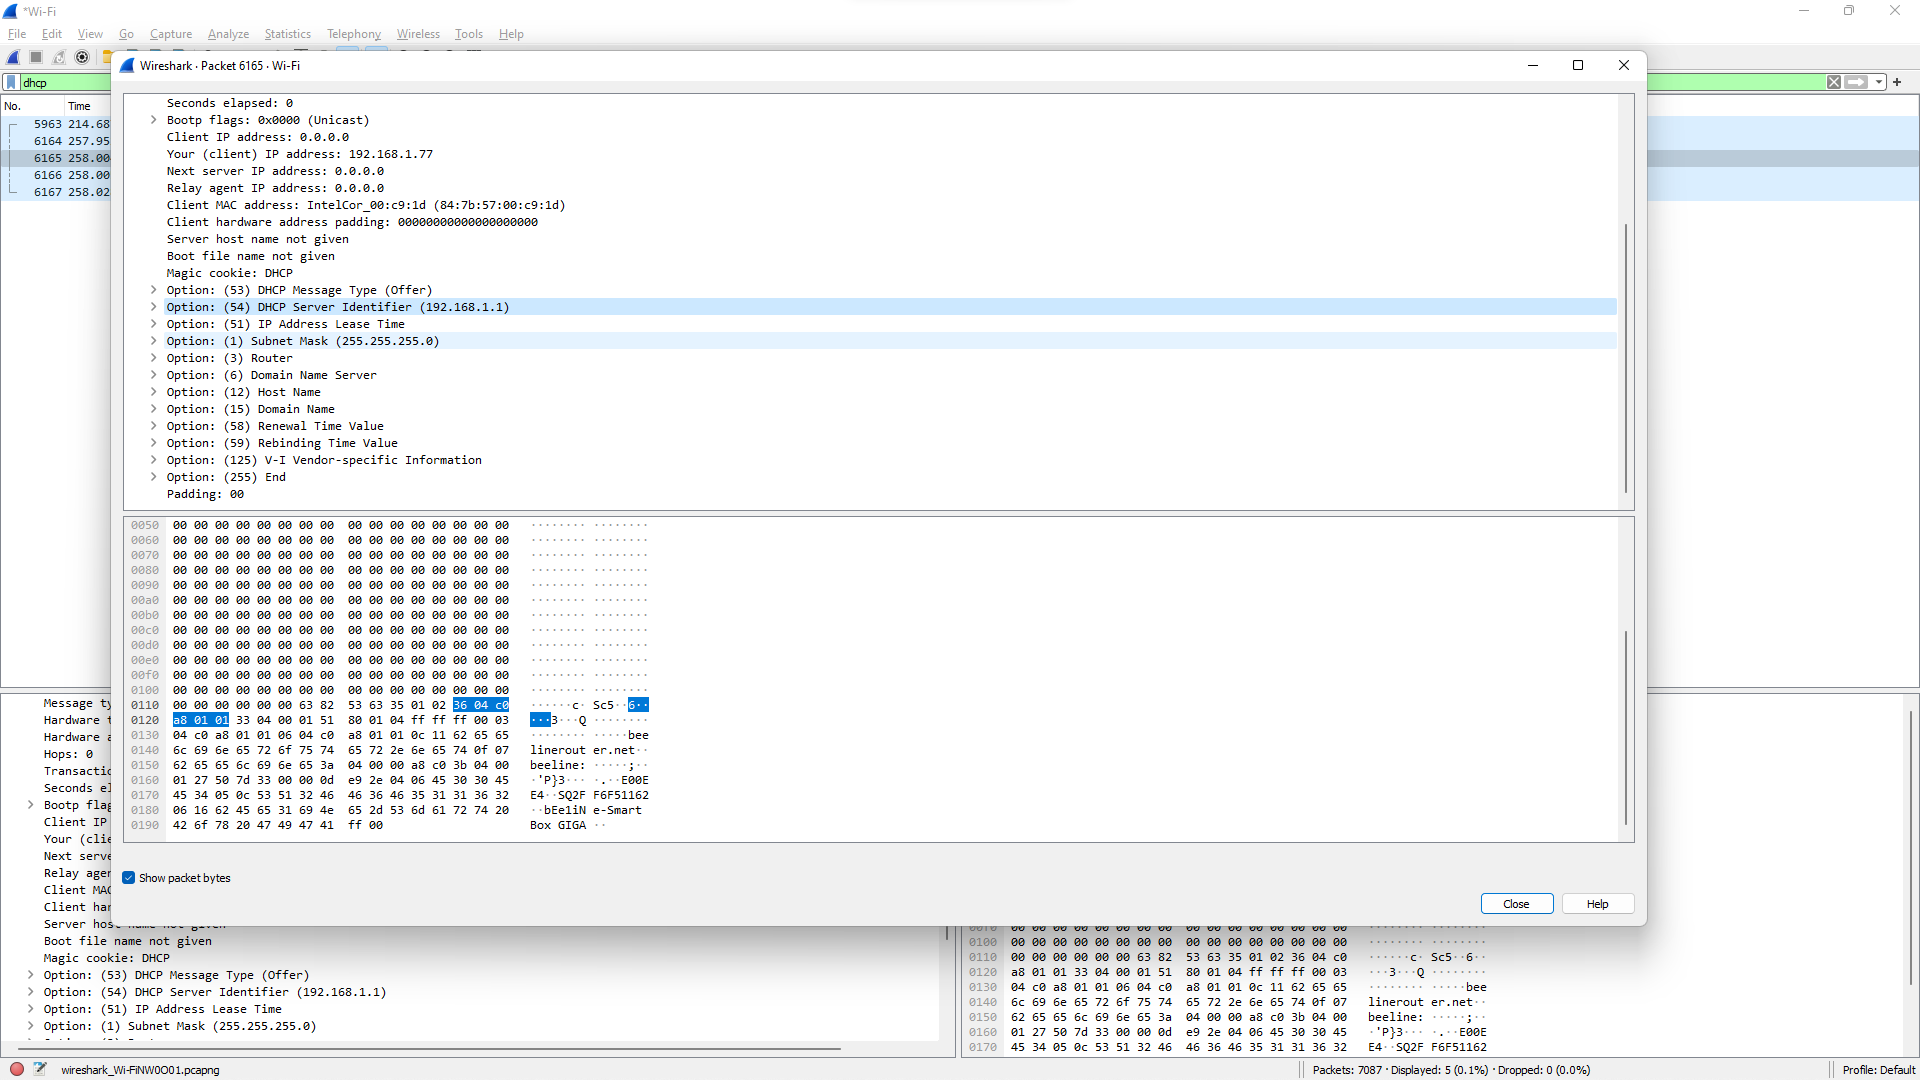 *Wi-Fi
File Edit View Go Capture Analyze Statistics Telephony Wireless Tools Help
Wireshark · Packet 6165 · Wi-Fi
dhcp
No. Time
5963 214.68
6164 257.95
6165 258.00
6166 258.00
6167 258.02
Seconds elapsed: 0
Bootp flags: 0x0000 (Unicast)
Client IP address: 0.0.0.0
Your (client) IP address: 192.168.1.77
Next server IP address: 0.0.0.0
Relay agent IP address: 0.0.0.0
Client MAC address: IntelCor_00:c9:1d (84:7b:57:00:c9:1d)
Client hardware address padding: 00000000000000000000
Server host name not given
Boot file name not given
Magic cookie: DHCP
Option: (53) DHCP Message Type (Offer)
Option: (54) DHCP Server Identifier (192.168.1.1)
Option: (51) IP Address Lease Time
Option: (1) Subnet Mask (255.255.255.0)
Option: (3) Router
Option: (6) Domain Name Server
Option: (12) Host Name
Option: (15) Domain Name
Option: (58) Renewal Time Value
Option: (59) Rebinding Time Value
Option: (125) V-I Vendor-specific Information
Option: (255) End
Padding: 00
0050 00 00 00 00 00 00 00 00 00 00 00 00 00 00 00 00 ········ ········
0060 00 00 00 00 00 00 00 00 00 00 00 00 00 00 00 00 ········ ········
0070 00 00 00 00 00 00 00 00 00 00 00 00 00 00 00 00 ········ ········
0080 00 00 00 00 00 00 00 00 00 00 00 00 00 00 00 00 ········ ········
0090 00 00 00 00 00 00 00 00 00 00 00 00 00 00 00 00 ········ ········
00a0 00 00 00 00 00 00 00 00 00 00 00 00 00 00 00 00 ········ ········
00b0 00 00 00 00 00 00 00 00 00 00 00 00 00 00 00 00 ········ ········
00c0 00 00 00 00 00 00 00 00 00 00 00 00 00 00 00 00 ········ ········
00d0 00 00 00 00 00 00 00 00 00 00 00 00 00 00 00 00 ········ ········
00e0 00 00 00 00 00 00 00 00 00 00 00 00 00 00 00 00 ········ ········
00f0 00 00 00 00 00 00 00 00 00 00 00 00 00 00 00 00 ········ ········
0100 00 00 00 00 00 00 00 00 00 00 00 00 00 00 00 00 ········ ········
0110 00 00 00 00 00 00 63 82 53 63 35 01 02 36 04 c0 ······c· Sc5··6··
0120 a8 01 01 33 04 00 01 51 80 01 04 ff ff ff 00 03 ···3···Q ········
0130 04 c0 a8 01 01 06 04 c0 a8 01 01 0c 11 62 65 65 ········ ·····bee
0140 6c 69 6e 65 72 6f 75 74 65 72 2e 6e 65 74 0f 07 linerout er.net··
0150 62 65 65 6c 69 6e 65 3a 04 00 00 a8 c0 3b 04 00 beeline: ·····;··
0160 01 27 50 7d 33 00 00 0d e9 2e 04 06 45 30 30 45 ·'P}3··· ·.··E00E
0170 45 34 05 0c 53 51 32 46 46 36 46 35 31 31 36 32 E4··SQ2F F6F51162
0180 06 16 62 45 65 31 69 4e 65 2d 53 6d 61 72 74 20 ··bEe1iN e-Smart
0190 42 6f 78 20 47 49 47 41 ff 00 Box GIGA ··
Show packet bytes
Close Help
Message ty
Hardware t
Hardware a
Hops: 0
Transactio
Seconds el
Bootp flag
Client IP
Your (clie
Next serve
Relay agen
Client MAC
Client har
Server host name not given
Boot file name not given
Magic cookie: DHCP
Option: (53) DHCP Message Type (Offer)
Option: (54) DHCP Server Identifier (192.168.1.1)
Option: (51) IP Address Lease Time
Option: (1) Subnet Mask (255.255.255.0)
0100 00 00 00 00 00 00 00 00 00 00 00 00 00 00 00 00 ········ ········
0110 00 00 00 00 00 00 63 82 53 63 35 01 02 36 04 c0 ······c· Sc5··6··
0120 a8 01 01 33 04 00 01 51 80 01 04 ff ff ff 00 03 ···3···Q ········
0130 04 c0 a8 01 01 06 04 c0 a8 01 01 0c 11 62 65 65 ········ ·····bee
0140 6c 69 6e 65 72 6f 75 74 65 72 2e 6e 65 74 0f 07 linerout er.net··
0150 62 65 65 6c 69 6e 65 3a 04 00 00 a8 c0 3b 04 00 beeline: ·····;··
0160 01 27 50 7d 33 00 00 0d e9 2e 04 06 45 30 30 45 ·'P}3··· ·.··E00E
0170 45 34 05 0c 53 51 32 46 46 36 46 35 31 31 36 32 E4··SQ2F F6F51162
wireshark_Wi-FiNW0O01.pcapng
Packets: 7087 · Displayed: 5 (0.1%) · Dropped: 0 (0.0%)
Profile: Default